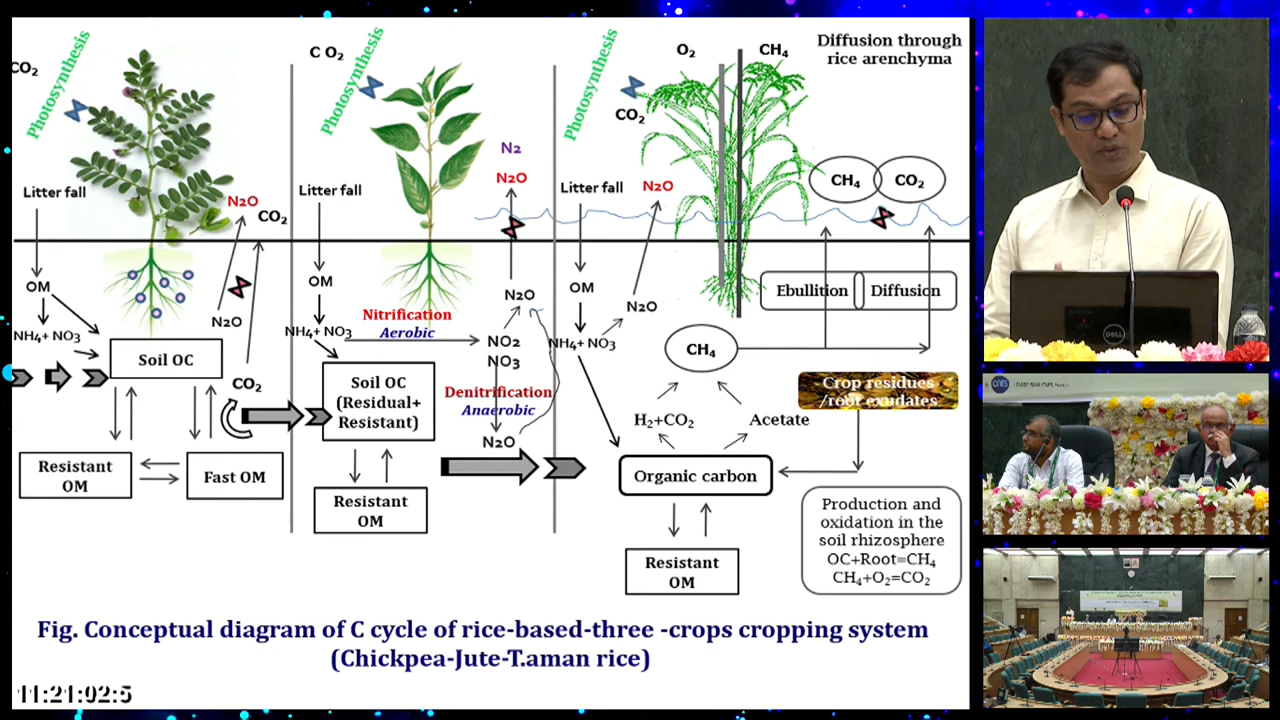 CO2
Photosynthesis
Litter fall
N2O
CO2
OM
NH4+ NO3
N2O
Soil OC
CO2
Resistant
OM
Fast OM
C O2
Photosynthesis
Litter fall
N2
N2O
OM
NH4+ NO3
Nitrification
Aerobic
N2O
NO2
NO3
Soil OC
(Residual+
Resistant)
Denitrification
Anaerobic
N2O
Resistant
OM
Photosynthesis
CO2
O2
CH4
Diffusion through
rice arenchyma
Litter fall
N2O
CH4
CO2
OM
N2O
NH4+ NO3
Ebullition
Diffusion
CH4
Crop residues
/root exudates
H2+CO2
Acetate
Organic carbon
Resistant
OM
Production and
oxidation in the
soil rhizosphere
OC+Root=CH4
CH4+O2=CO2
Fig. Conceptual diagram of C cycle of rice-based-three -crops cropping system
(Chickpea-Jute-T.aman rice)
11:21:02:5
DELL
cnrs